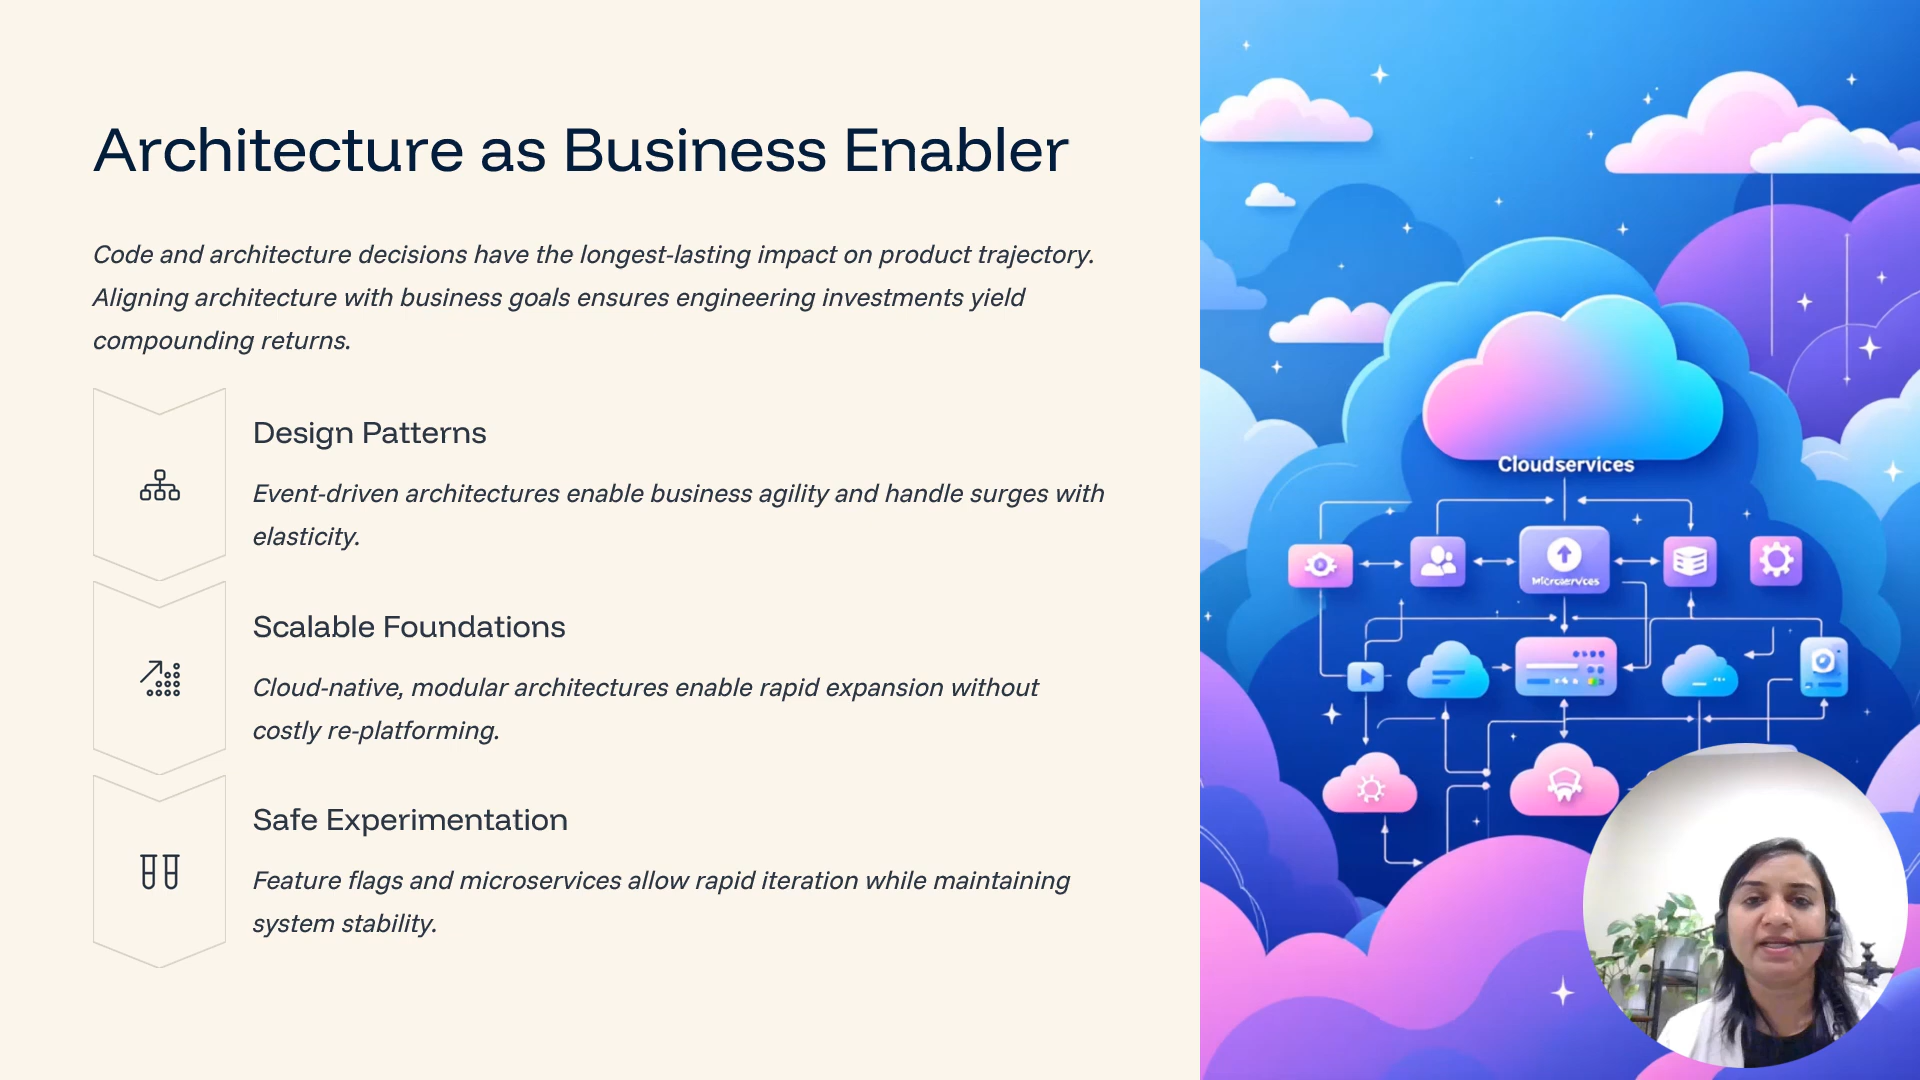 Architecture as Business Enabler
Code and architecture decisions have the longest-lasting impact on product trajectory.
Aligning architecture with business goals ensures engineering investments yield
compounding returns.
Design Patterns
Event-driven architectures enable business agility and handle surges with
elasticity.
Scalable Foundations
Cloud-native, modular architectures enable rapid expansion without
costly re-platforming.
Safe Experimentation
Feature flags and microservices allow rapid iteration while maintaining
system stability.
Cloudservices